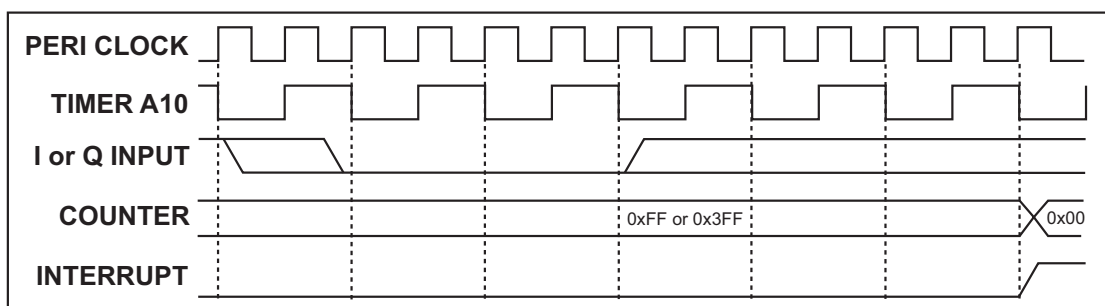 PERI CLOCK
TIMER A10
I or Q INPUT
COUNTER
0xFF or 0x3FF
0x00
INTERRUPT